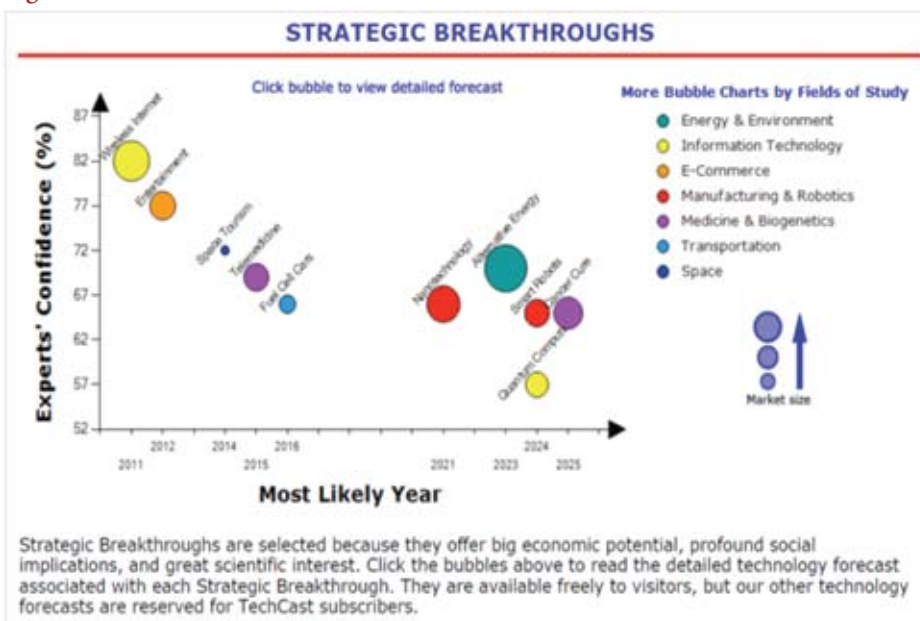 STRATEGIC BREAKTHROUGHS
Click bubble to view detailed forecast
More Bubble Charts by Fields of Study
Energy & Environment
Information Technology
E-Commerce
Manufacturing & Robotics
Medicine & Biogenetics
Transportation
Space
Market size
Experts' Confidence (%)
87
82
77
72
67
62
57
52
Wireless Internet
Entertainment
Space Tourism
Telemedicine
Fuel Cell Cars
Nanotechnology
Alternative Energy
Smart Robots
Cancer Cure
Quantum
2012
2014
2016
2024
2011
2015
2021
2023
2025
Most Likely Year
Strategic Breakthroughs are selected because they offer big economic potential, profound social
implications, and great scientific interest. Click the bubbles above to read the detailed technology forecast
associated with each Strategic Breakthrough. They are available freely to visitors, but our other technology
forecasts are reserved for TechCast subscribers.